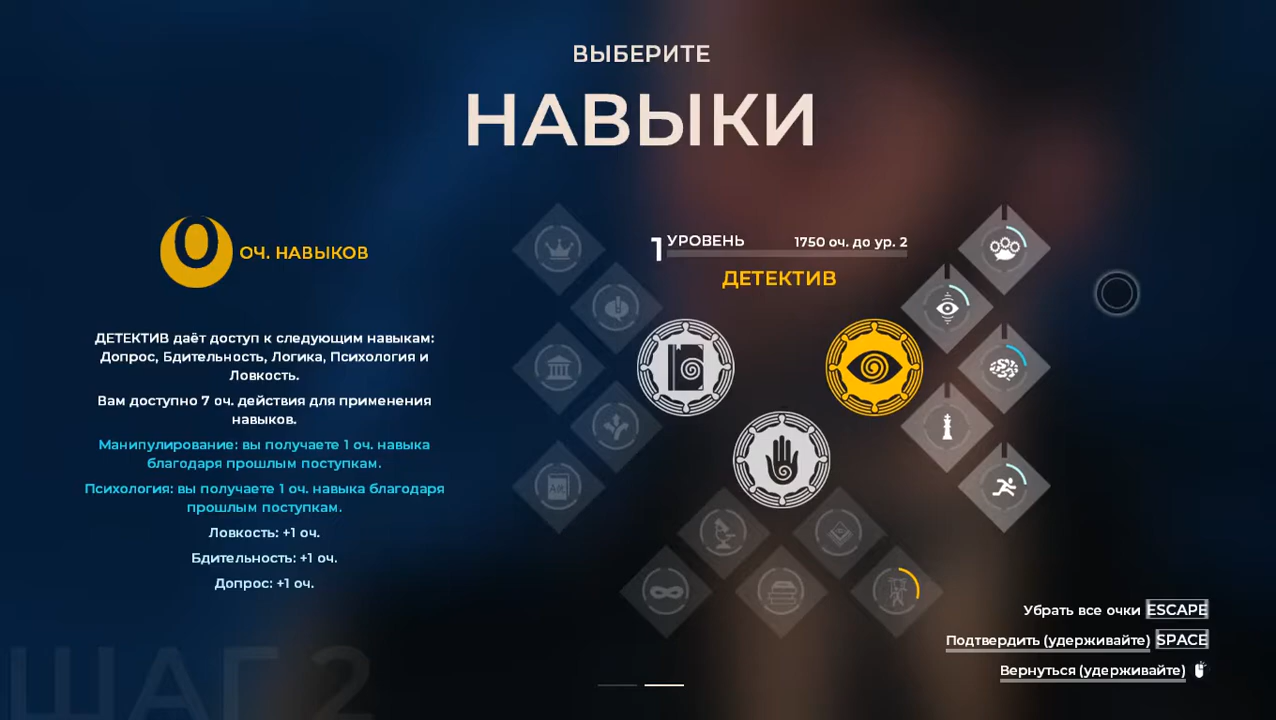 ВЫБЕРИТЕ
НАВЫКИ
0 ОЧ. НАВЫКОВ
1 УРОВЕНЬ 1750 оч. до ур. 2
ДЕТЕКТИВ
ДЕТЕКТИВ даёт доступ к следующим навыкам:
Допрос, Бдительность, Логика, Психология и
Ловкость.
Вам доступно 7 оч. действия для применения
навыков.
Манипулирование: вы получаете 1 оч. навыка
благодаря прошлым поступкам.
Психология: вы получаете 1 оч. навыка благодаря
прошлым поступкам.
Ловкость: +1 оч.
Бдительность: +1 оч.
Допрос: +1 оч.
Убрать все очки ESCAPE
Подтвердить (удерживайте) SPACE
Вернуться (удерживайте)
ШАГ 2